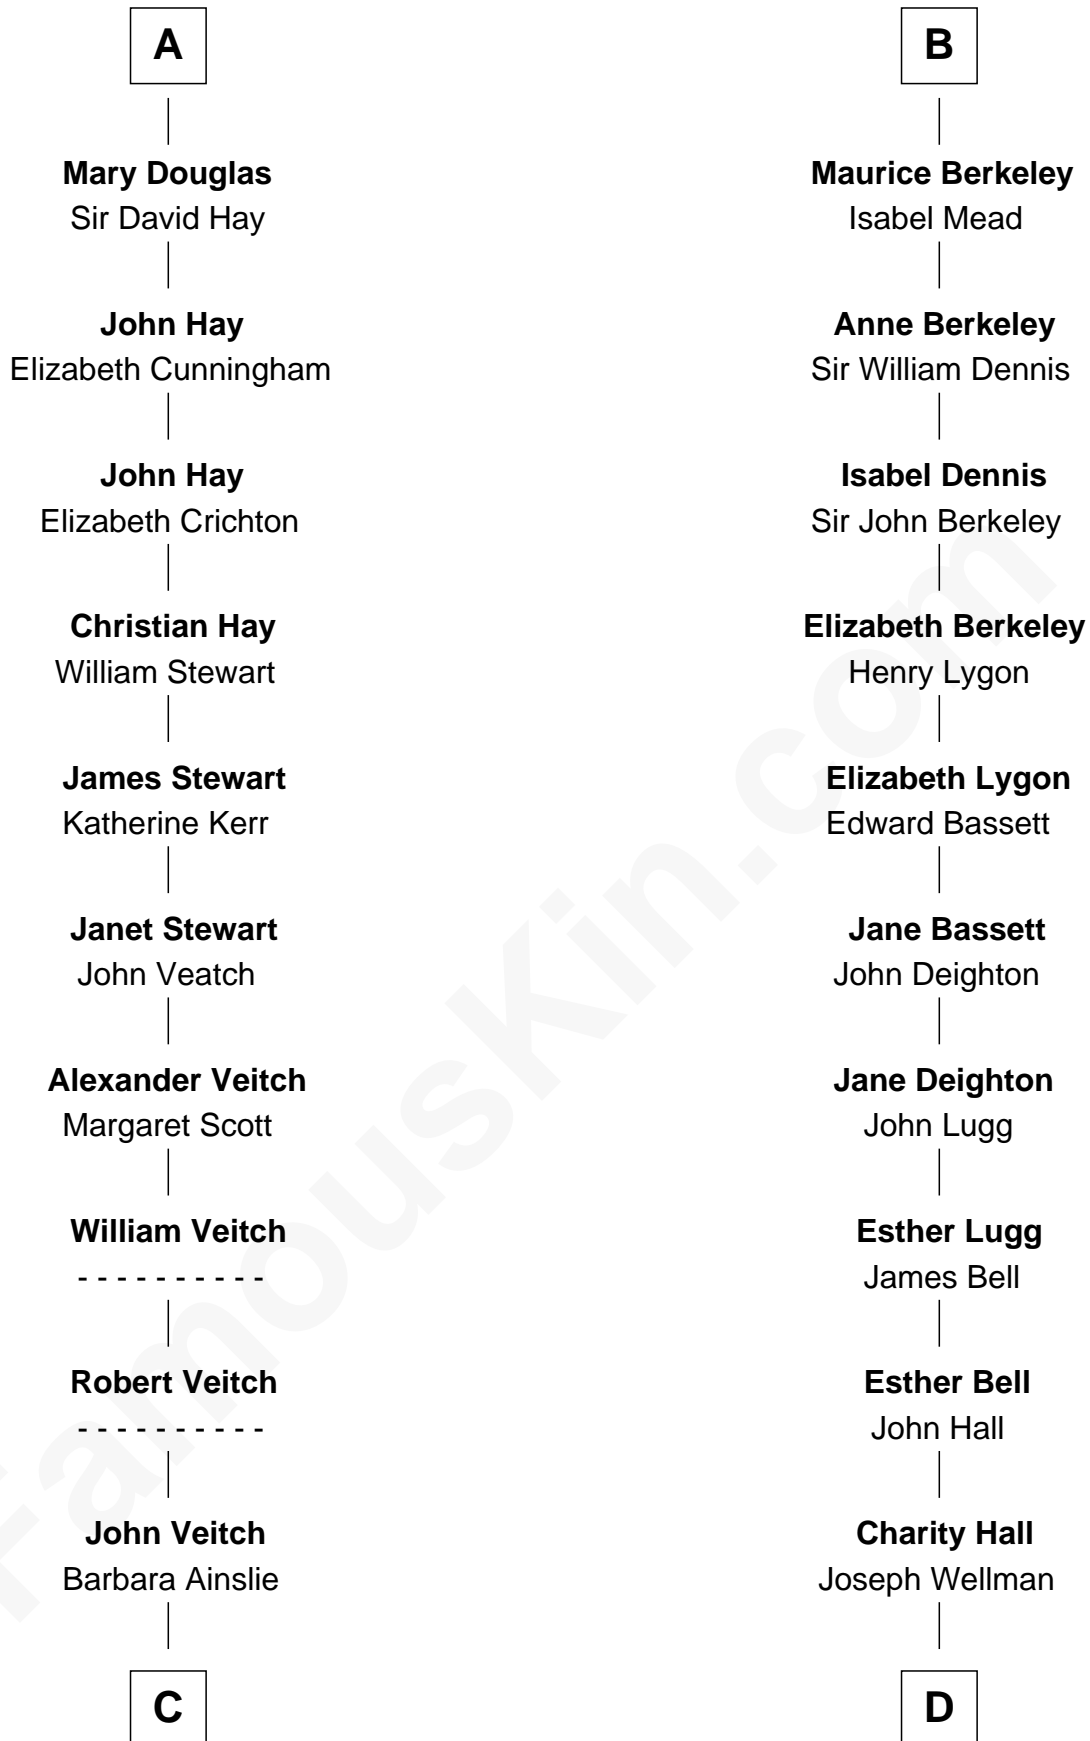 A
Mary Douglas
Sir David Hay
John Hay
Elizabeth Cunningham
John Hay
Elizabeth Crichton
Christian Hay
William Stewart
James Stewart
Katherine Kerr
Janet Stewart
John Veatch
Alexander Veitch
Margaret Scott
William Veitch
- - - - - - - - - -
Robert Veitch
- - - - - - - - - -
John Veitch
Barbara Ainslie
C
B
Maurice Berkeley
Isabel Mead
Anne Berkeley
Sir William Dennis
Isabel Dennis
Sir John Berkeley
Elizabeth Berkeley
Henry Lygon
Elizabeth Lygon
Edward Bassett
Jane Bassett
John Deighton
Jane Deighton
John Lugg
Esther Lugg
James Bell
Esther Bell
John Hall
Charity Hall
Joseph Wellman
D
FamousKin.com